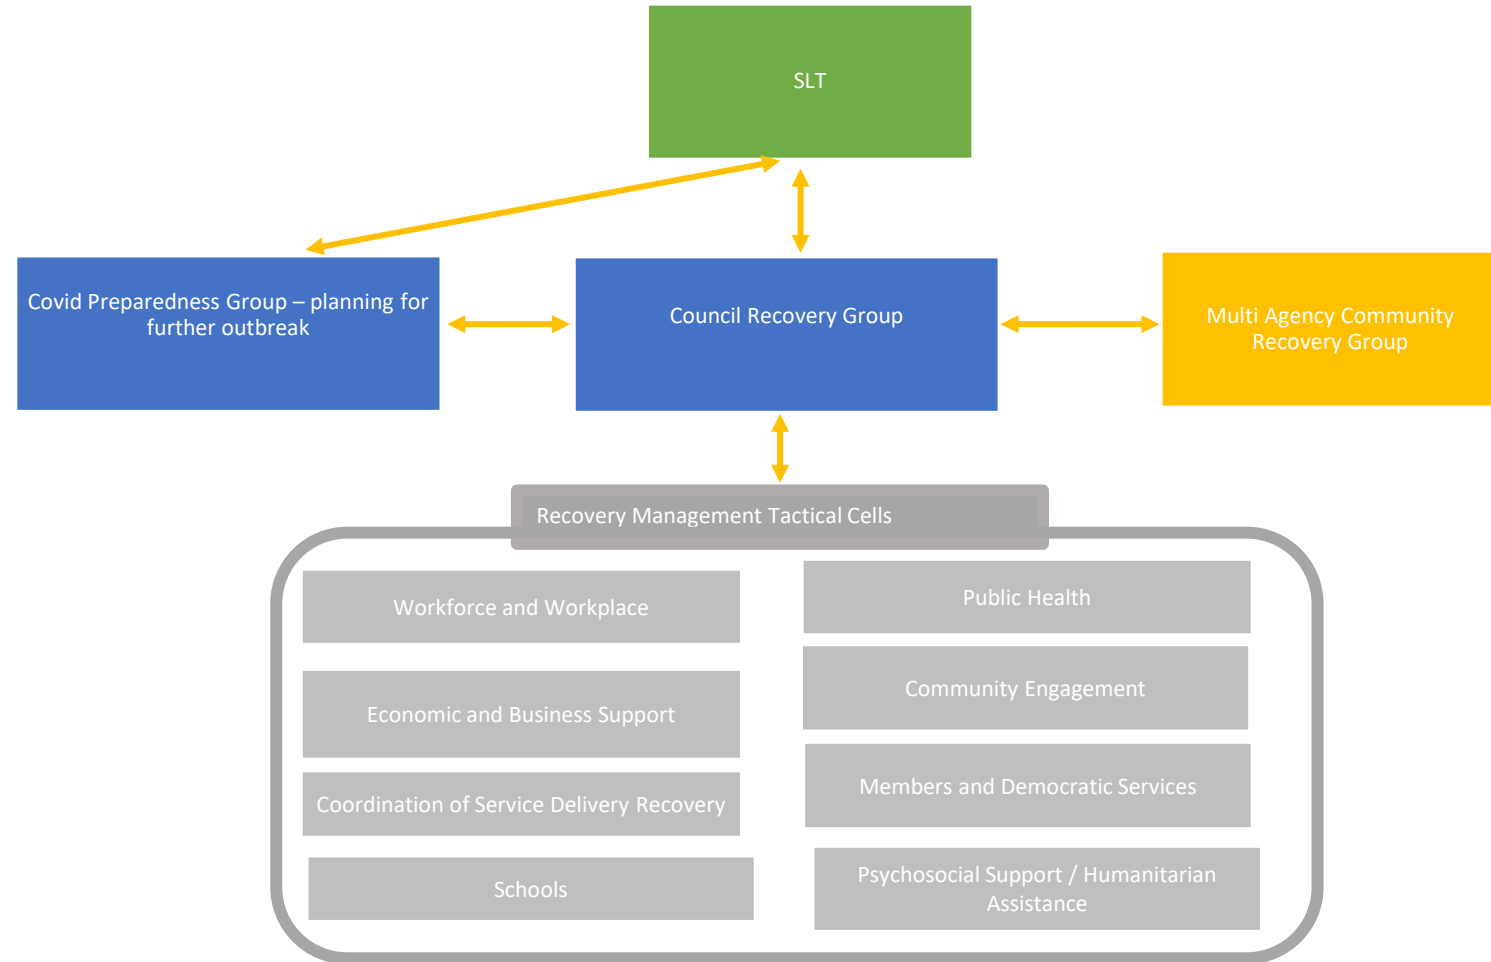 SLT
Covid Preparedness Group – planning for
further outbreak
Council Recovery Group
Multi Agency Community
Recovery Group
Recovery Management Tactical Cells
Workforce and Workplace
Public Health
Economic and Business Support
Community Engagement
Coordination of Service Delivery Recovery
Members and Democratic Services
Schools
Psychosocial Support / Humanitarian
Assistance